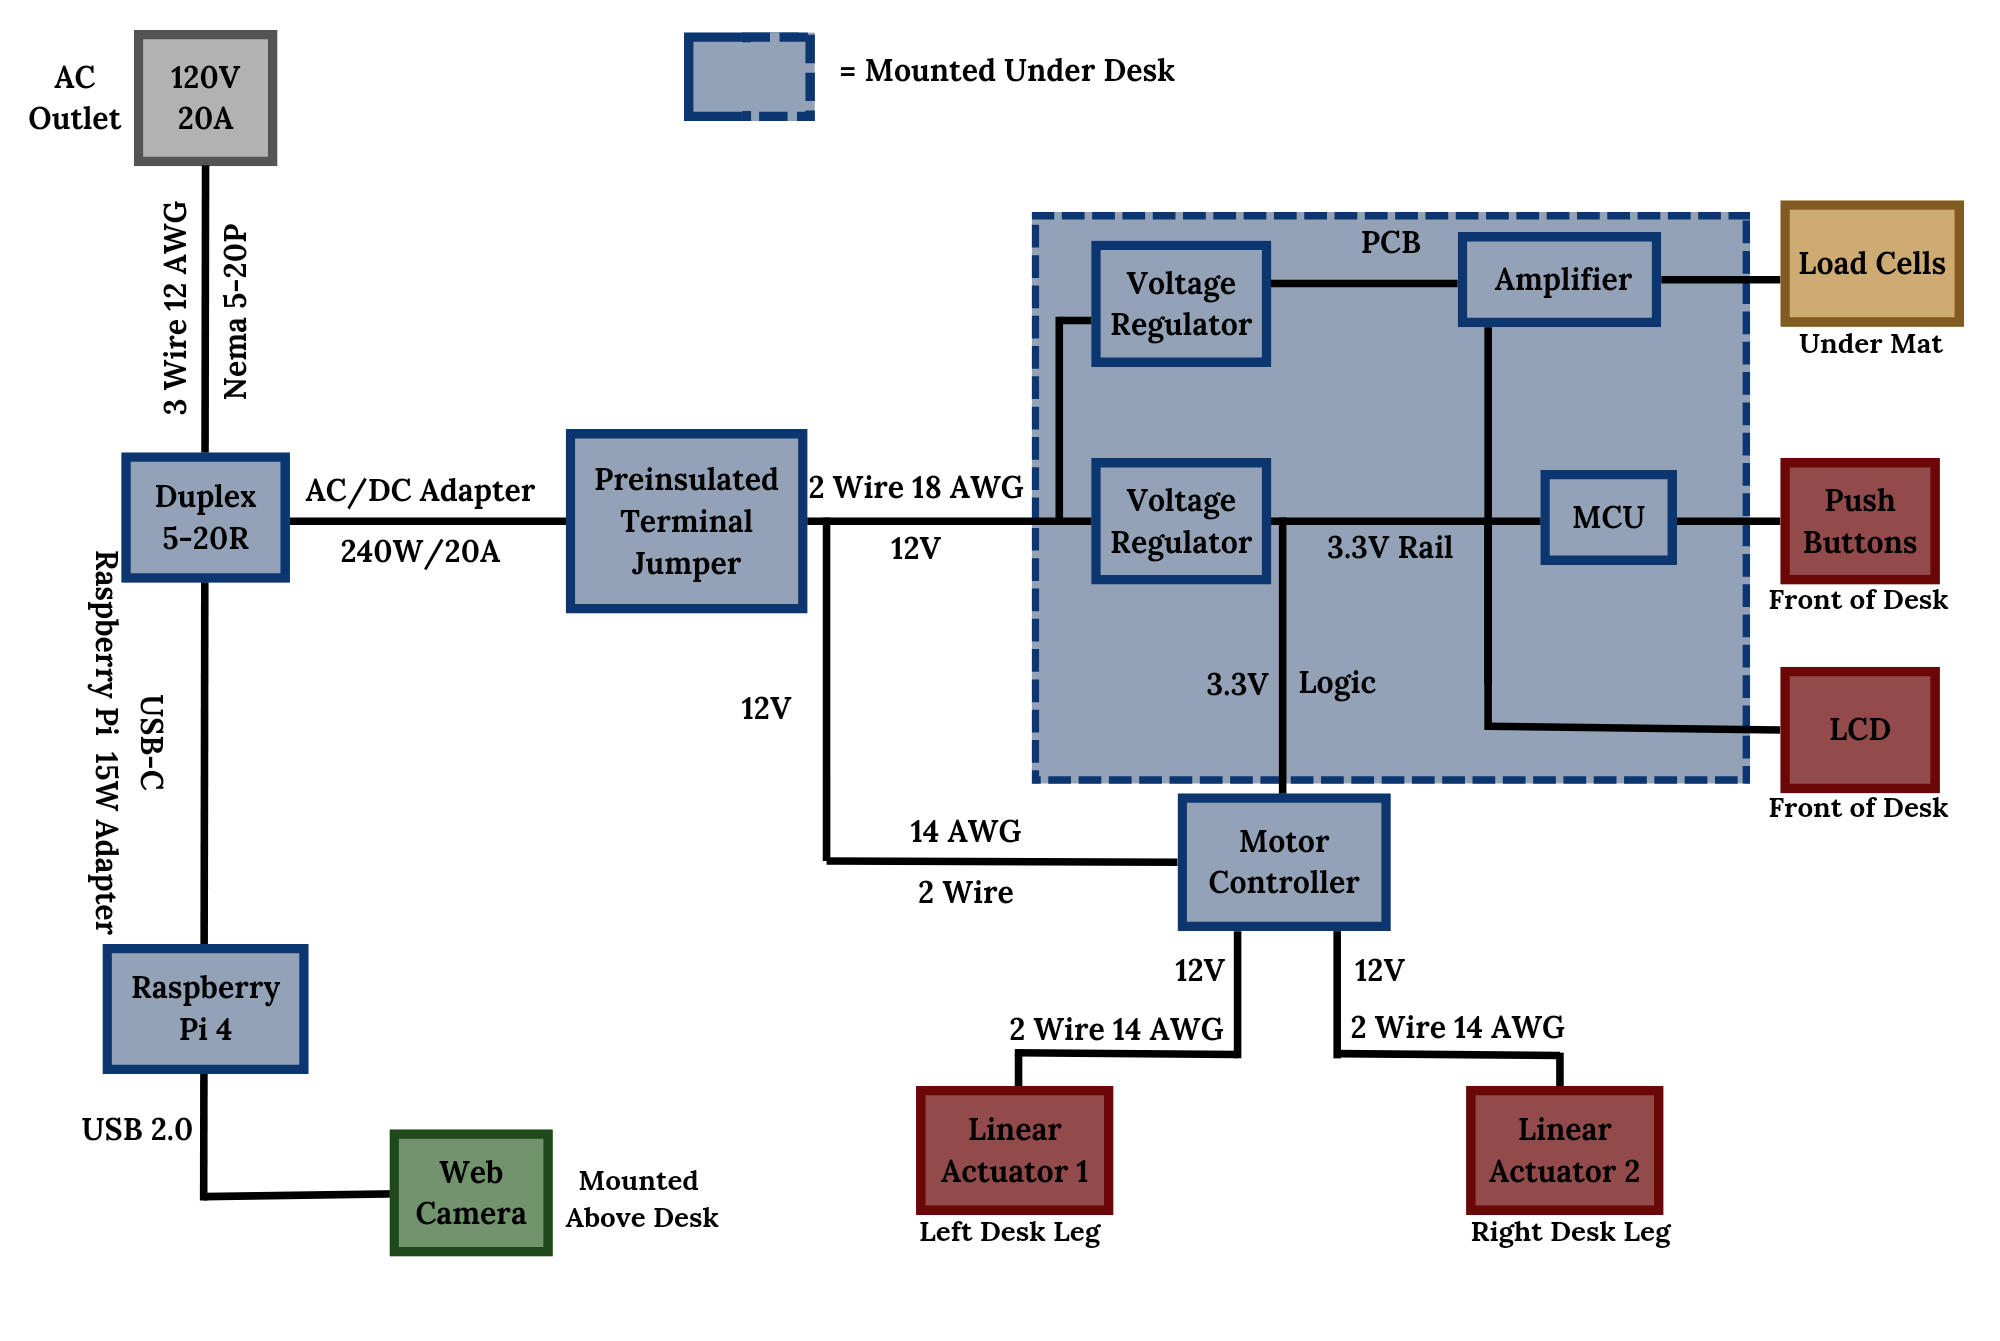 AC
Outlet
120V
20A
= Mounted Under Desk
3 Wire 12 AWG
Nema 5-20P
PCB
Voltage
Regulator
Amplifier
Load Cells
Under Mat
Duplex
5-20R
AC/DC Adapter
240W/20A
Preinsulated
Terminal
Jumper
2 Wire 18 AWG
12V
Voltage
Regulator
3.3V Rail
MCU
Push
Buttons
Front of Desk
Raspberry Pi 15W Adapter
USB-C
12V
3.3V
Logic
LCD
Front of Desk
14 AWG
2 Wire
Motor
Controller
12V
12V
2 Wire 14 AWG
2 Wire 14 AWG
Raspberry
Pi 4
USB 2.0
Web
Camera
Mounted
Above Desk
Linear
Actuator 1
Left Desk Leg
Linear
Actuator 2
Right Desk Leg